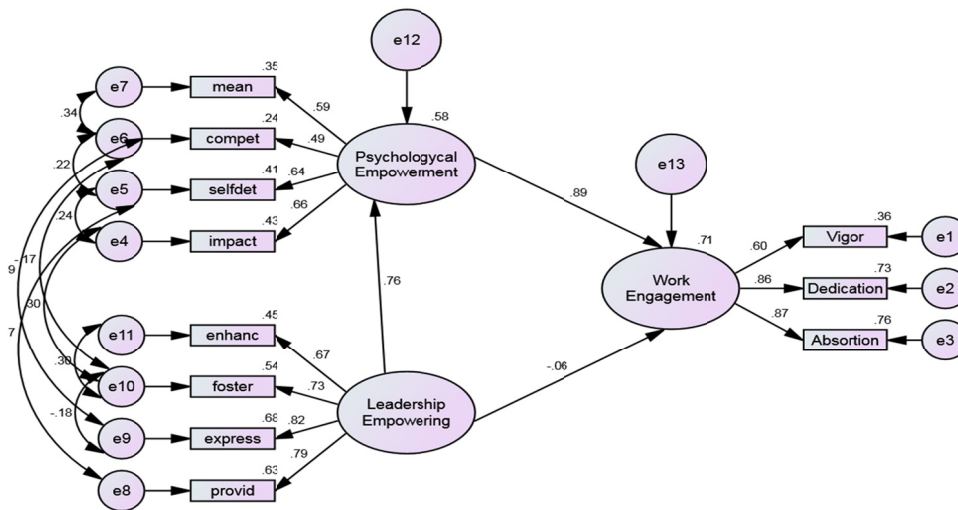 e12
e7
.35
mean
.34
.59
.58
e6
.24
compet
.49
Psychologycal
Empowerment
e13
.22
.41
.64
e5
selfdet
.89
.24
.43
.66
.36
e4
impact
.71
Vigor
e1
.60
9
-.17
.73
Work
Engagement
.86
Dedication
e2
.76
30
.87
.76
7
.45
Absortion
e3
e11
enhanc
.67
.30
.54
-.06
e10
foster
.73
Leadership
Empowering
-.18
.68
.82
e9
express
.79
.63
e8
provid